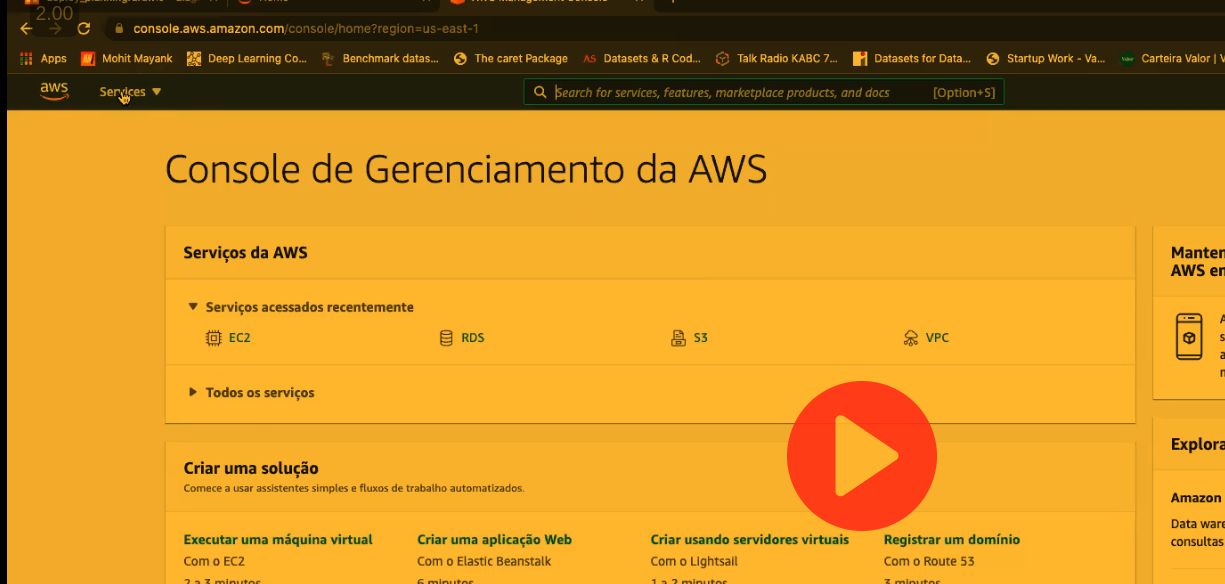 2.00
console.aws.amazon.com/console/home?region=us-east-1
Apps Mohit Mayank Deep Learning Co... Benchmark datas... The caret Package AS Datasets & R Cod... Talk Radio KABC 7... Datasets for Data... Startup Work - Va... Carteira Valor | V
aws Services Search for services, features, marketplace products, and docs [Option+S]
Console de Gerenciamento da AWS
Serviços da AWS
Serviços acessados recentemente
EC2 RDS S3 VPC
Todos os serviços
Manten
AWS en
Criar uma solução
Comece a usar assistentes simples e fluxos de trabalho automatizados.
Executar uma máquina virtual Criar uma aplicação Web Criar usando servidores virtuais Registrar um domínio
Com o EC2 Com o Elastic Beanstalk Com o Lightsail Com o Route 53
2 a 3 minutos 6 minutos 1 a 2 minutos 3 minutos
Explora
Amazon
Data ware
consultas